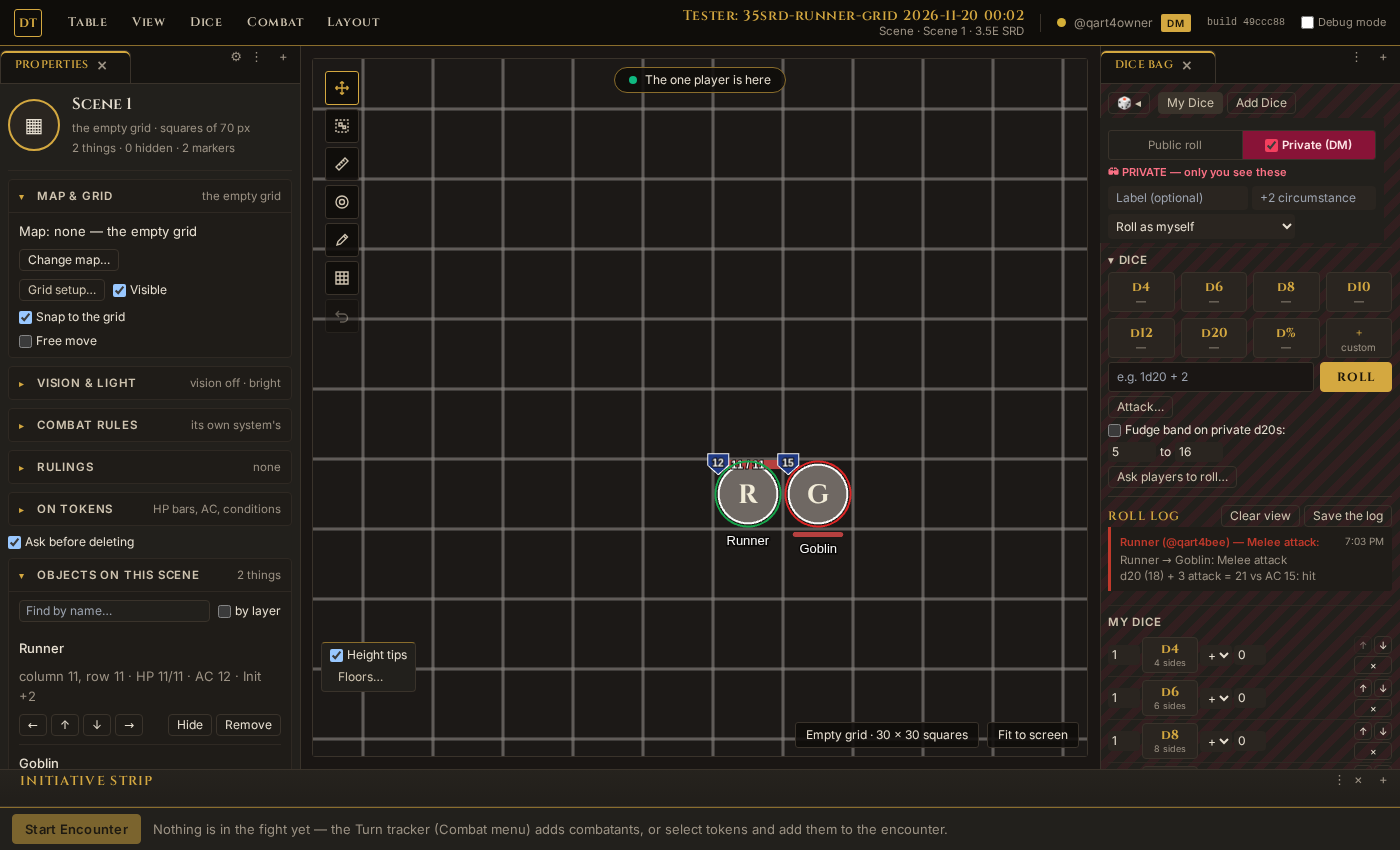 DT
TABLE VIEW DICE COMBAT LAYOUT
TESTER: 35SRD-RUNNER-GRID 2026-11-20 00:02
Scene · Scene 1 · 3.5E SRD
@qart4owner DM build 49ccc88 Debug mode
PROPERTIES
SCENE 1
the empty grid · squares of 70 px
2 things · 0 hidden · 2 markers
MAP & GRID the empty grid
Map: none — the empty grid
Change map...
Grid setup... Visible
Snap to the grid
Free move
VISION & LIGHT vision off · bright
COMBAT RULES its own system's
RULINGS none
ON TOKENS HP bars, AC, conditions
Ask before deleting
OBJECTS ON THIS SCENE 2 things
Find by name... by layer
Runner
column 11, row 11 · HP 11/11 · AC 12 · Init
+2
← ↑ ↓ → Hide Remove
Goblin
The one player is here
12 11 / 11 15
R G
Runner
Goblin
Height tips
Floors...
Empty grid · 30 × 30 squares Fit to screen
DICE BAG
My Dice Add Dice
Public roll Private (DM)
PRIVATE — only you see these
Label (optional) +2 circumstance
Roll as myself
DICE
D4 D6 D8 D10
— — — —
D12 D20 D% +
— — — custom
e.g. 1d20 + 2 ROLL
Attack...
Fudge band on private d20s:
5 to 16
Ask players to roll...
ROLL LOG Clear view Save the log
Runner (@qart4bee) — Melee attack: 7:03 PM
Runner → Goblin: Melee attack
d20 (18) + 3 attack = 21 vs AC 15: hit
MY DICE
1 D4 + 0
4 sides
1 D6 + 0
6 sides
1 D8 + 0
8 sides
INITIATIVE STRIP
Start Encounter Nothing is in the fight yet — the Turn tracker (Combat menu) adds combatants, or select tokens and add them to the encounter.